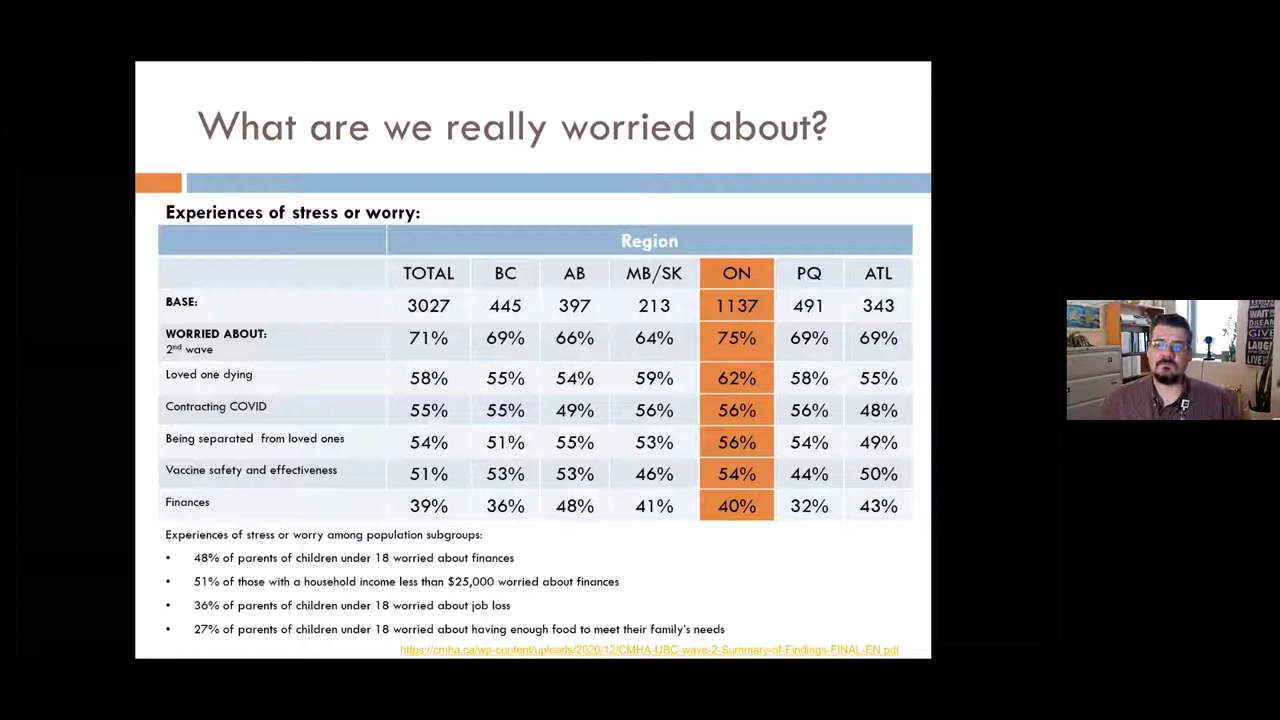 What are we really worried about?
Experiences of stress or worry:
Region
TOTAL BC AB MB/SK ON PQ ATL
BASE: 3027 445 397 213 1137 491 343
WORRIED ABOUT:
2nd wave 71% 69% 66% 64% 75% 69% 69%
Loved one dying 58% 55% 54% 59% 62% 58% 55%
Contracting COVID 55% 55% 49% 56% 56% 56% 48%
Being separated from loved ones 54% 51% 55% 53% 56% 54% 49%
Vaccine safety and effectiveness 51% 53% 53% 46% 54% 44% 50%
Finances 39% 36% 48% 41% 40% 32% 43%
Experiences of stress or worry among population subgroups:
• 48% of parents of children under 18 worried about finances
• 51% of those with a household income less than $25,000 worried about finances
• 36% of parents of children under 18 worried about job loss
• 27% of parents of children under 18 worried about having enough food to meet their family's needs
https://cmha.ca/wp-content/uploads/2020/12/CMHA-UBC-wave-2-Summary-of-Findings-FINAL-EN.pdf
WAIT
DREAM
GIVE
LAUGH
LIVE